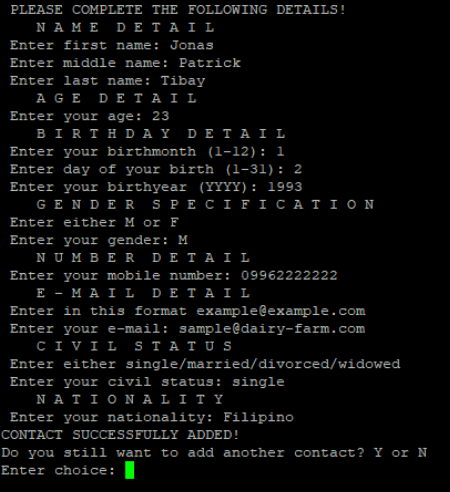 PLEASE COMPLETE THE FOLLOWING DETAILS!
N A M E   D E T A I L
Enter first name: Jonas
Enter middle name: Patrick
Enter last name: Tibay
A G E   D E T A I L
Enter your age: 23
B I R T H D A Y   D E T A I L
Enter your birthmonth (1-12): 1
Enter day of your birth (1-31): 2
Enter your birthyear (YYYY): 1993
G E N D E R   S P E C I F I C A T I O N
Enter either M or F
Enter your gender: M
N U M B E R   D E T A I L
Enter your mobile number: 09962222222
E - M A I L   D E T A I L
Enter in this format example@example.com
Enter your e-mail: sample@dairy-farm.com
C I V I L   S T A T U S
Enter either single/married/divorced/widowed
Enter your civil status: single
N A T I O N A L I T Y
Enter your nationality: Filipino
CONTACT SUCCESSFULLY ADDED!
Do you still want to add another contact? Y or N
Enter choice: